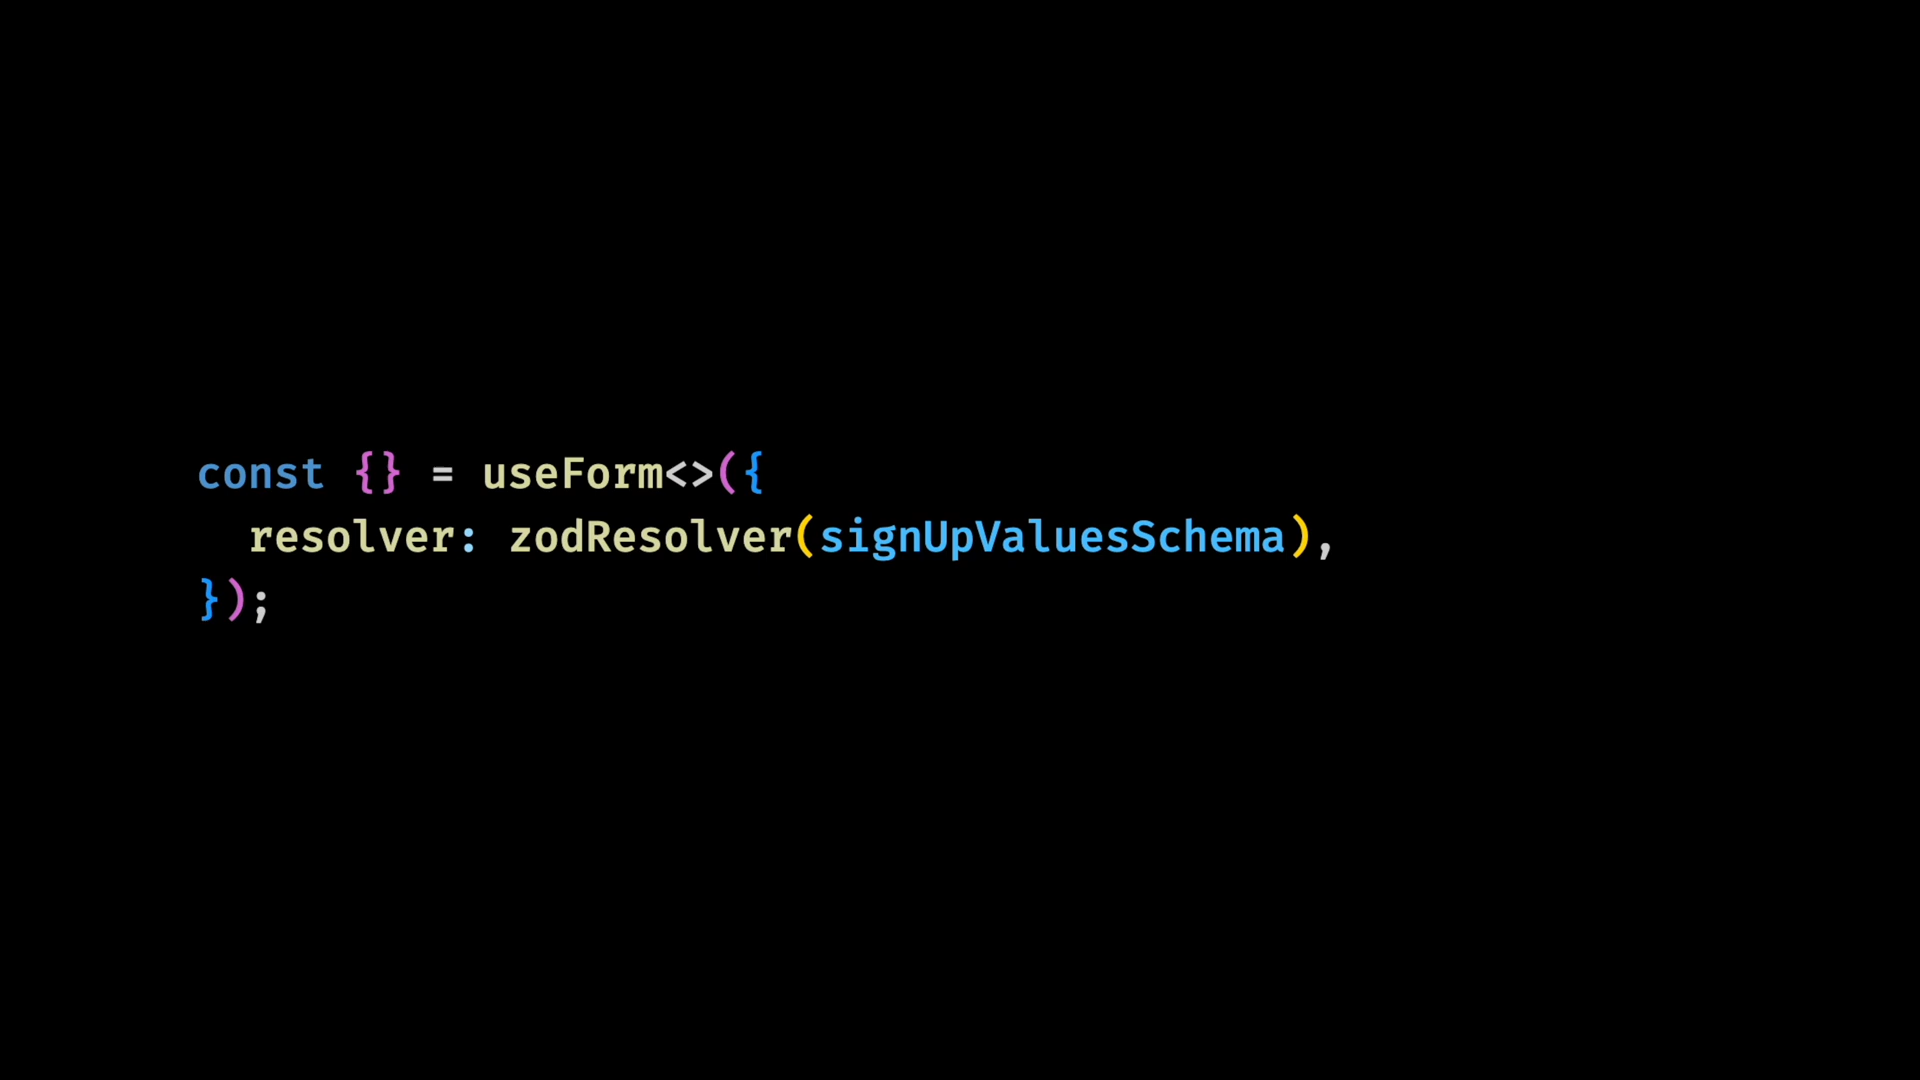 const {} = useForm<>({
  resolver: zodResolver(signUpValuesSchema),
});